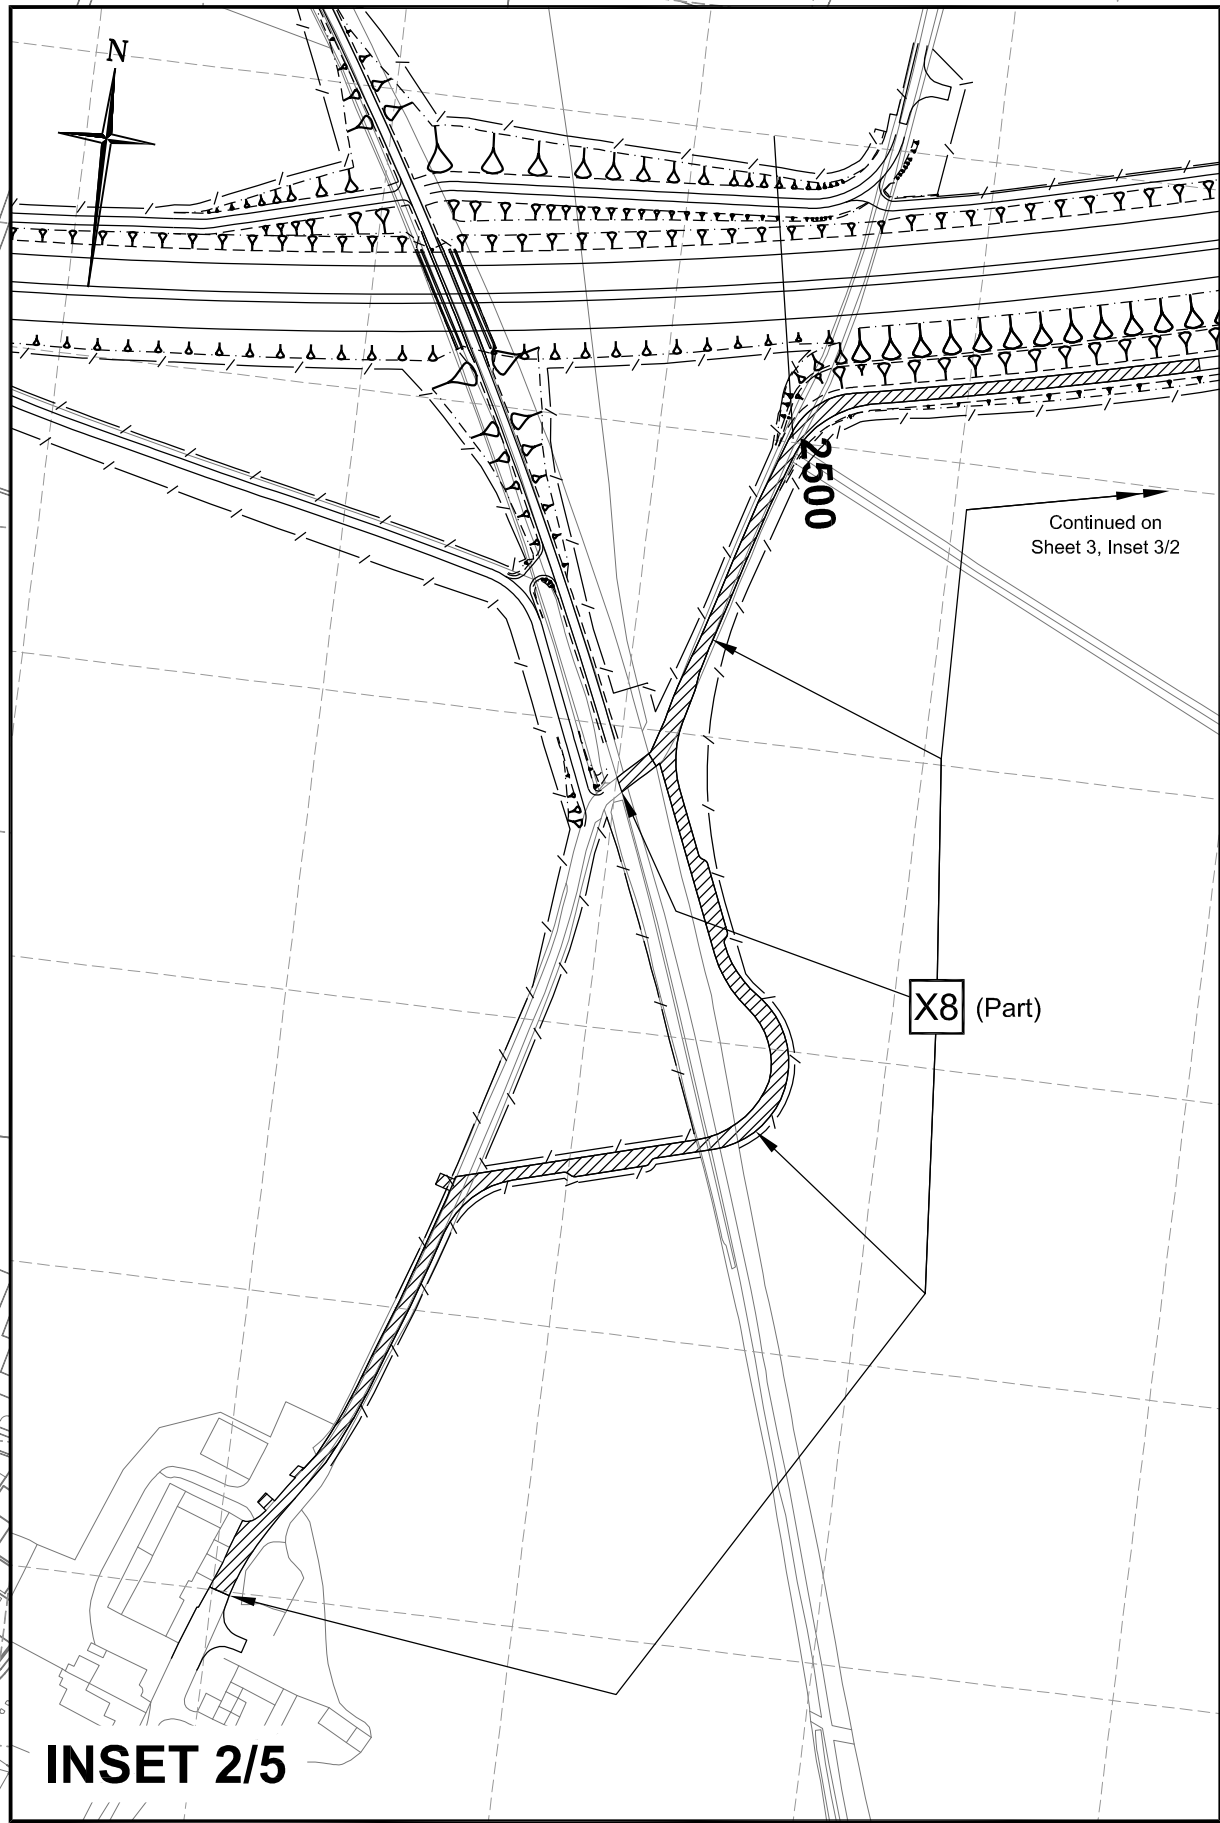 N
2500
Continued on
Sheet 3, Inset 3/2
X8 (Part)
INSET 2/5